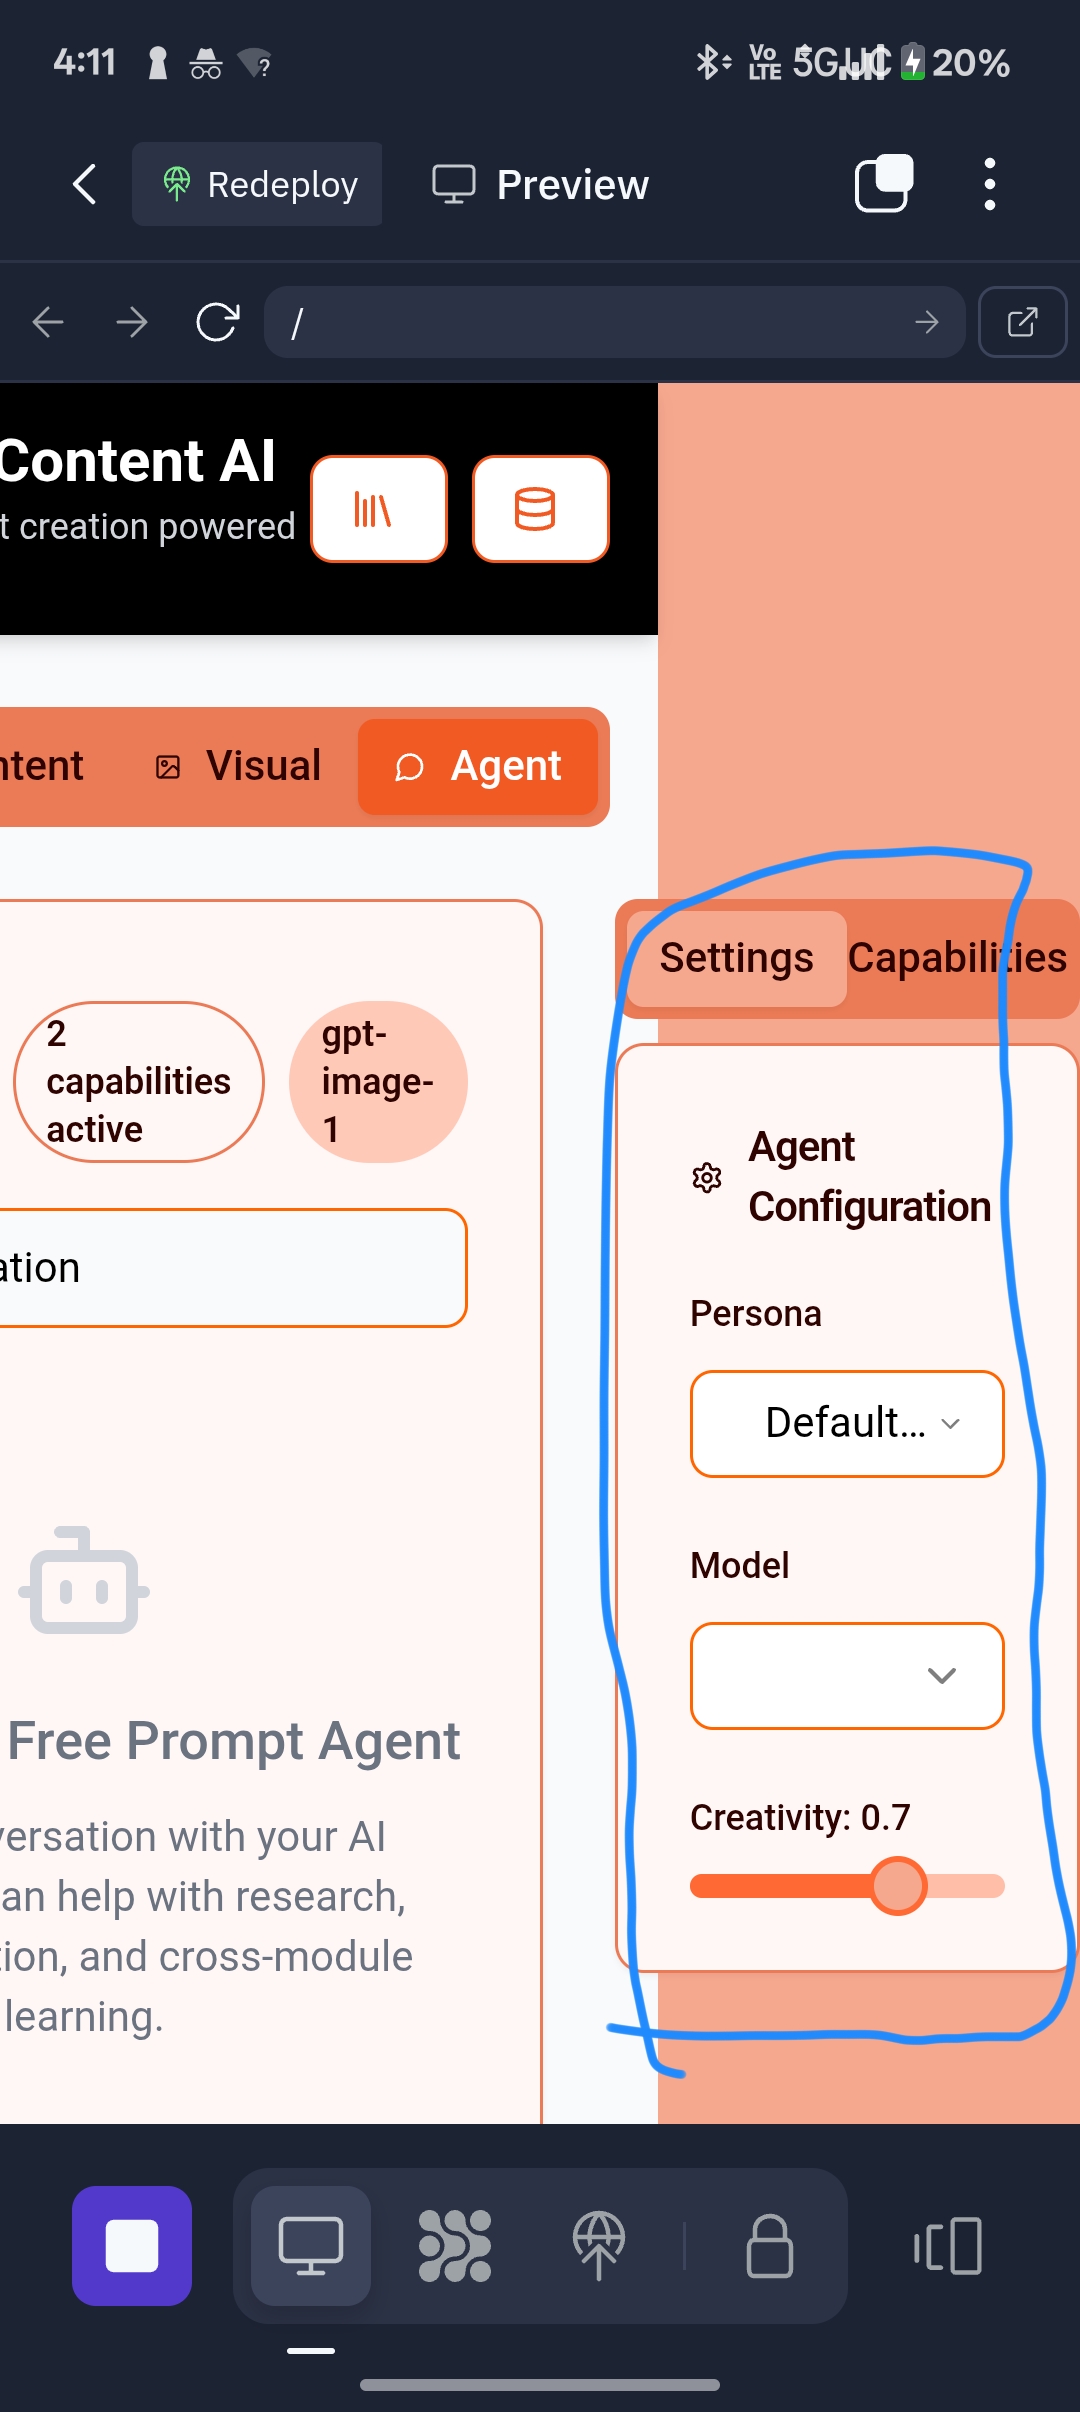 4:11
Vo LTE 5GUC 20%
Redeploy
Preview
/
Content AI
t creation powered
ntent
Visual
Agent
Settings
Capabilities
2
capabilities
active
gpt-
image-
1
Agent
Configuration
ation
Persona
Default...
Model
Free Prompt Agent
Creativity: 0.7
versation with your AI
an help with research,
tion, and cross-module
learning.